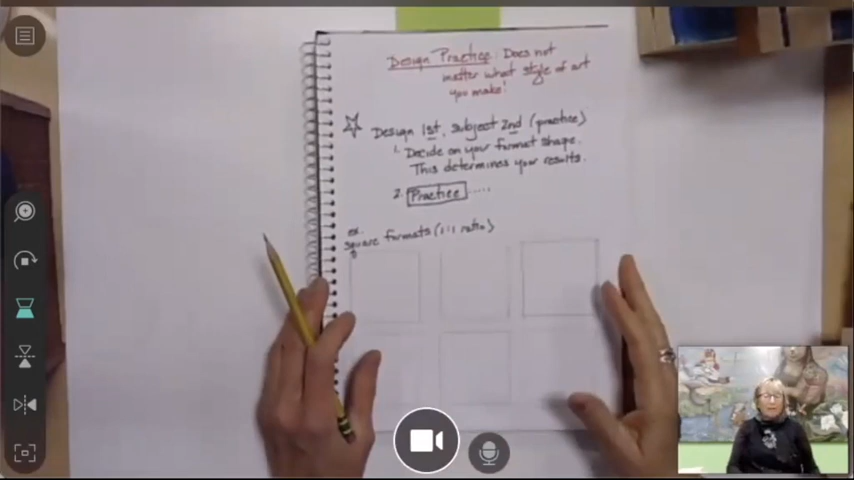 Design Practice: Does not
matter what style of art
you make!
Design 1st, subject 2nd (practice)
1. Decide on your format shape.
This determines your results.
2. Practice.....
ex.
square formats (1:1 ratio)